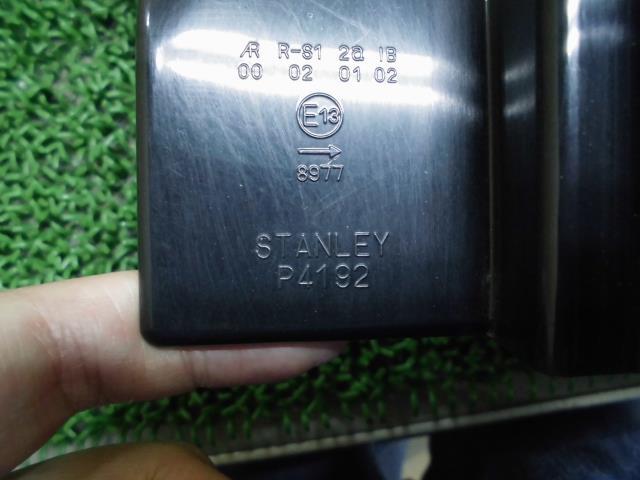 AR R-S1 2a IB
00 02 01 02
E13
→
8977
STANLEY
P4192